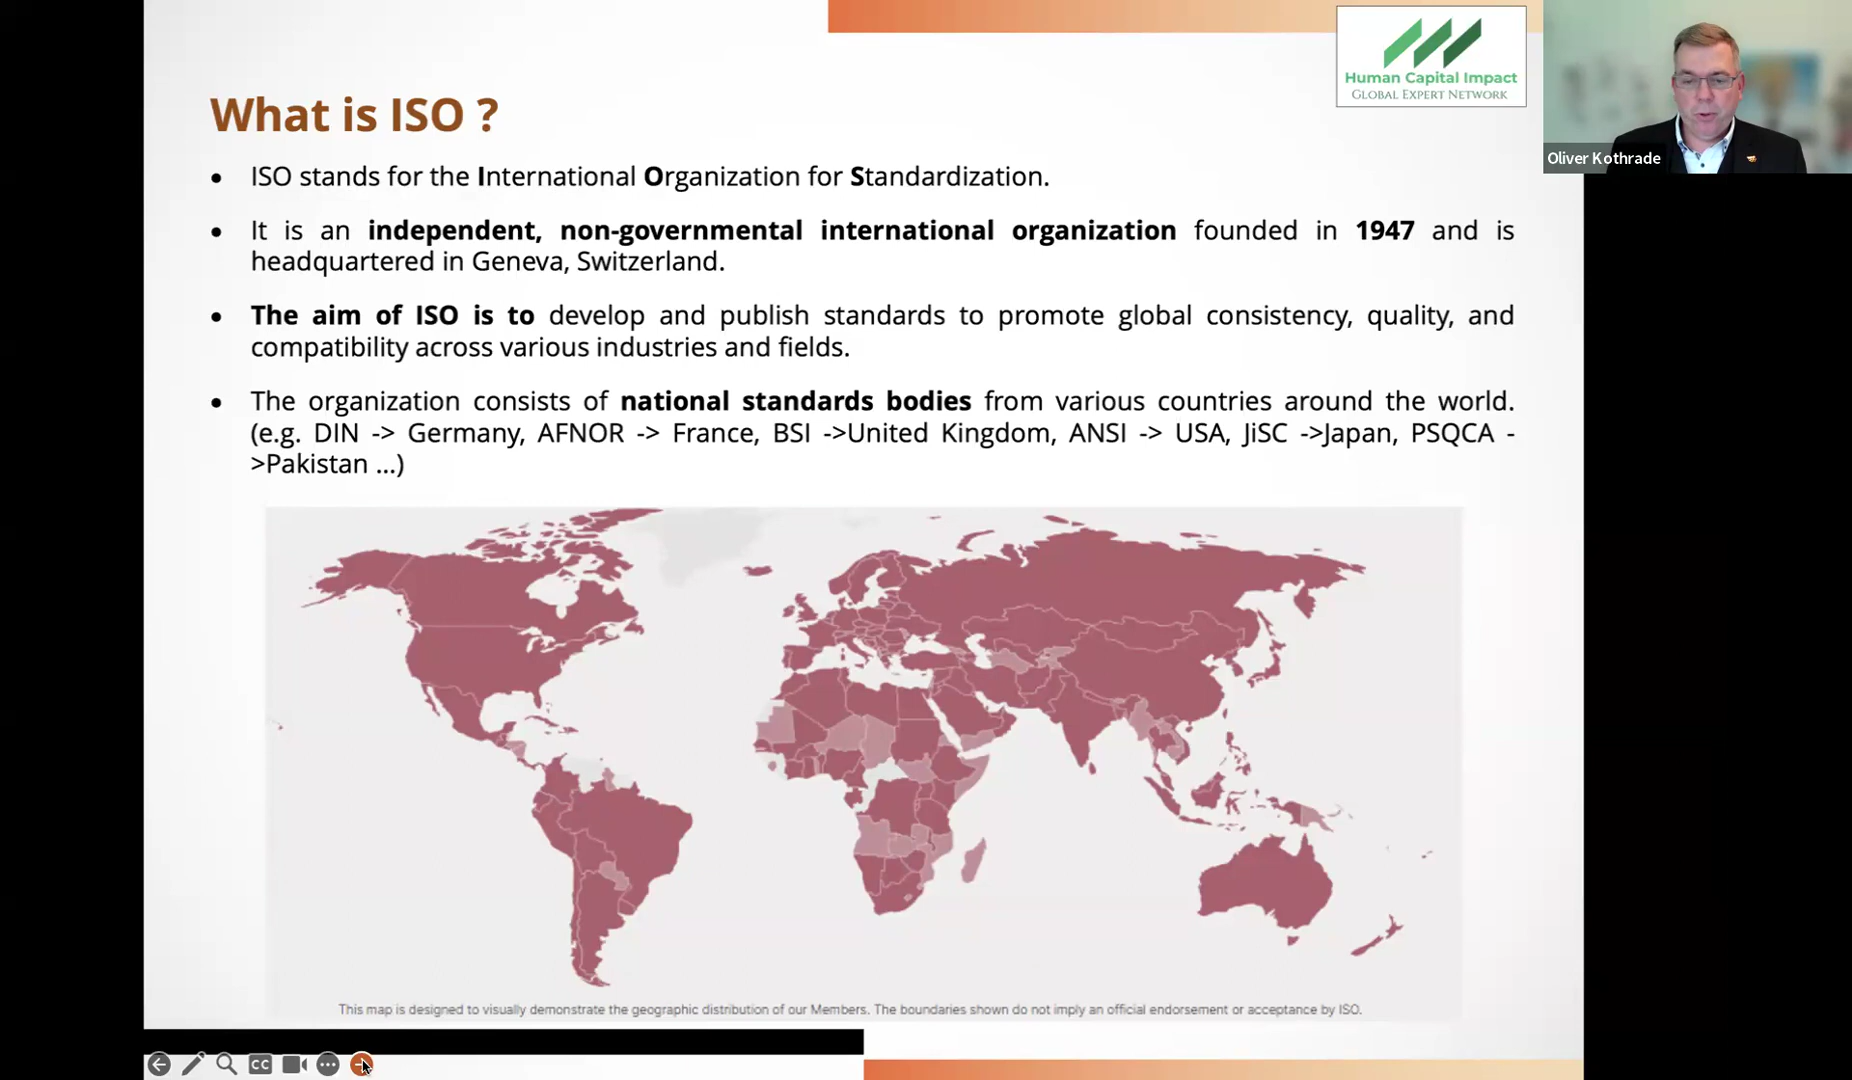 Human Capital Impact
GLOBAL EXPERT NETWORK
Oliver Kothrade
What is ISO ?
• ISO stands for the International Organization for Standardization.
• It is an independent, non-governmental international organization founded in 1947 and is
headquartered in Geneva, Switzerland.
• The aim of ISO is to develop and publish standards to promote global consistency, quality, and
compatibility across various industries and fields.
• The organization consists of national standards bodies from various countries around the world.
(e.g. DIN -> Germany, AFNOR -> France, BSI ->United Kingdom, ANSI -> USA, JiSC ->Japan, PSQCA -
>Pakistan ...)
This map is designed to visually demonstrate the geographic distribution of our Members. The boundaries shown do not imply an official endorsement or acceptance by ISO.
CC